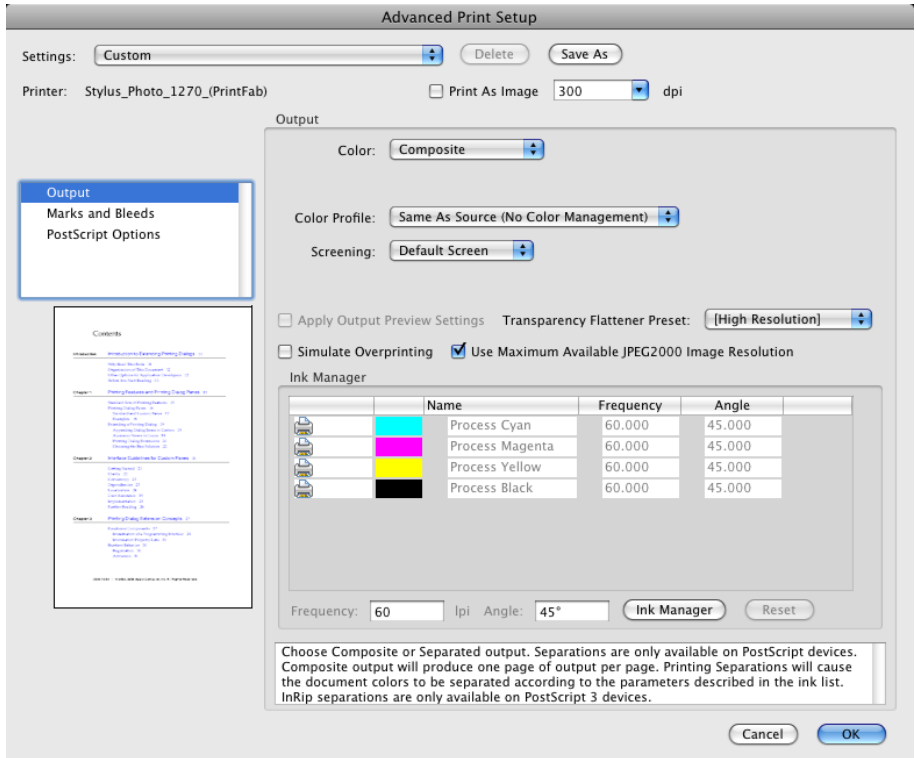 Advanced Print Setup
Settings: Custom Delete Save As
Printer: Stylus_Photo_1270_(PrintFab) Print As Image 300 dpi
Output
Color: Composite
Output
Marks and Bleeds
PostScript Options
Color Profile: Same As Source (No Color Management)
Screening: Default Screen
Apply Output Preview Settings Transparency Flattener Preset: [High Resolution]
Simulate Overprinting Use Maximum Available JPEG2000 Image Resolution
Ink Manager
Name Frequency Angle
Process Cyan 60.000 45.000
Process Magenta 60.000 45.000
Process Yellow 60.000 45.000
Process Black 60.000 45.000
Frequency: 60 lpi Angle: 45° Ink Manager Reset
Choose Composite or Separated output. Separations are only available on PostScript devices.
Composite output will produce one page of output per page. Printing Separations will cause
the document colors to be separated according to the parameters described in the ink list.
InRip separations are only available on PostScript 3 devices.
Cancel OK
Contents